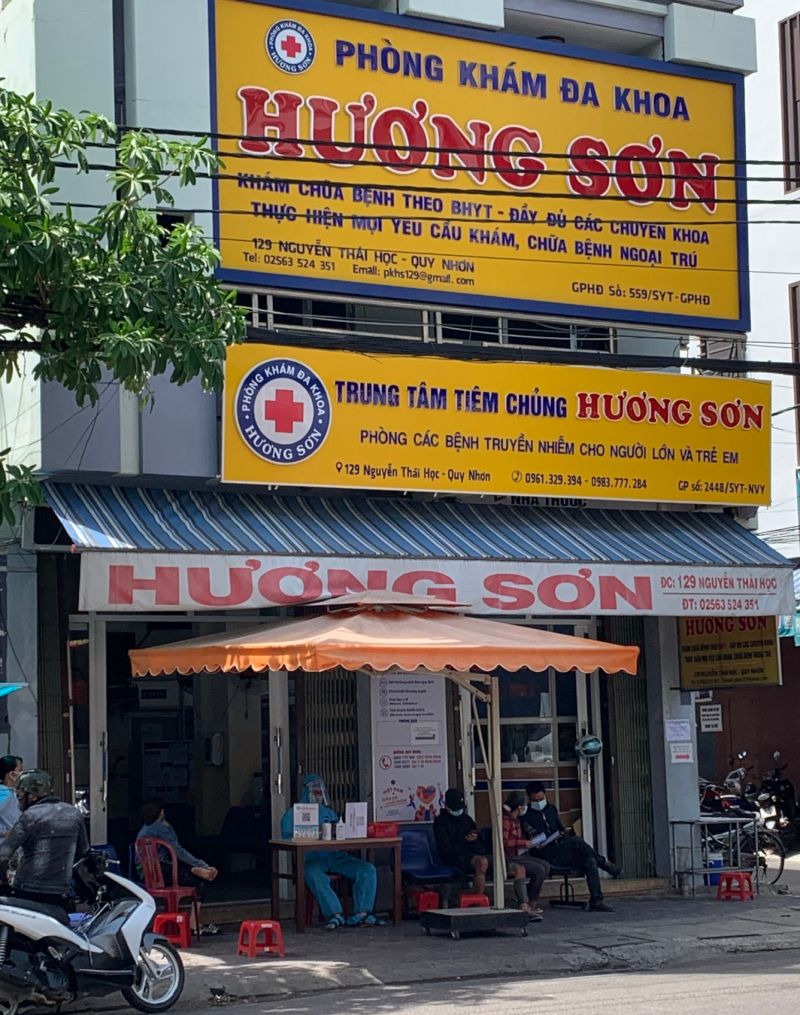 PHÒNG KHÁM ĐA KHOA
HƯƠNG SƠN
PHÒNG KHÁM ĐA KHOA
HƯƠNG SƠN
KHÁM CHỮA BỆNH THEO BHYT - ĐẦY ĐỦ CÁC CHUYÊN KHOA
THỰC HIỆN MỌI YÊU CẦU KHÁM, CHỮA BỆNH NGOẠI TRÚ
129 NGUYỄN THÁI HỌC - QUY NHƠN
Tel: 02563 524 351 Email: pkhs129@gmail.com
GPHĐ Số: 559/SYT-GPHĐ
PHÒNG KHÁM ĐA KHOA
HƯƠNG SƠN
TRUNG TÂM TIÊM CHỦNG HƯƠNG SƠN
PHÒNG CÁC BỆNH TRUYỀN NHIỄM CHO NGƯỜI LỚN VÀ TRẺ EM
129 Nguyễn Thái Học - Quy Nhơn 0961.329.394 - 0983.777.284 GP số: 2448/SYT-NVY
NHÀ THUỐC
HƯƠNG SƠN
ĐC: 129 NGUYỄN THÁI HỌC
ĐT: 02563 524 351
HƯƠNG SƠN